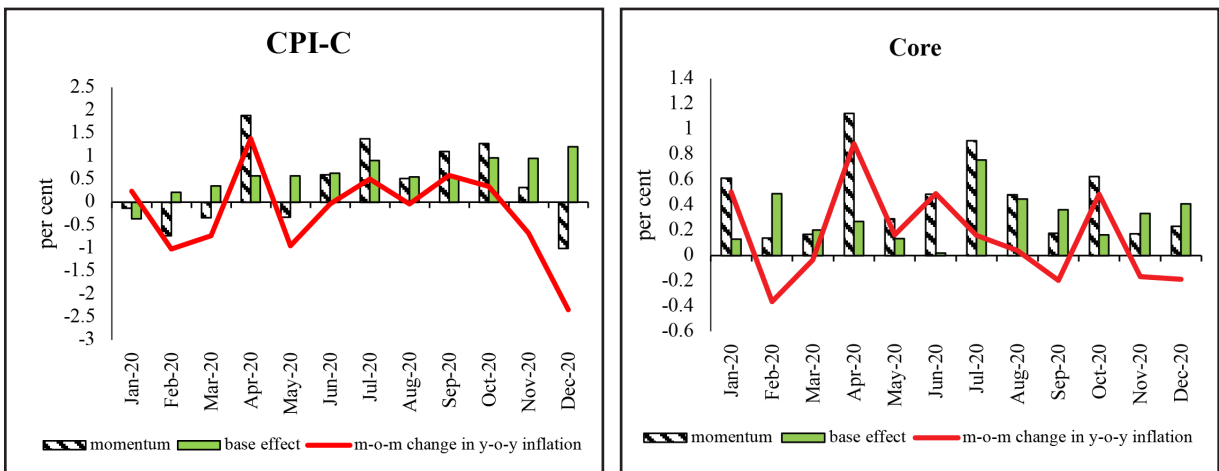 CPI-C
per cent
2.5
2
1.5
1
0.5
0
-0.5
-1
-1.5
-2
-2.5
-3
Jan-20
Feb-20
Mar-20
Apr-20
May-20
Jun-20
Jul-20
Aug-20
Sep-20
Oct-20
Nov-20
Dec-20
momentum base effect m-o-m change in y-o-y inflation
Core
per cent
1.4
1.2
1
0.8
0.6
0.4
0.2
0
-0.2
-0.4
-0.6
Jan-20
Feb-20
Mar-20
Apr-20
May-20
Jun-20
Jul-20
Aug-20
Sep-20
Oct-20
Nov-20
Dec-20
momentum base effect m-o-m change in y-o-y inflation